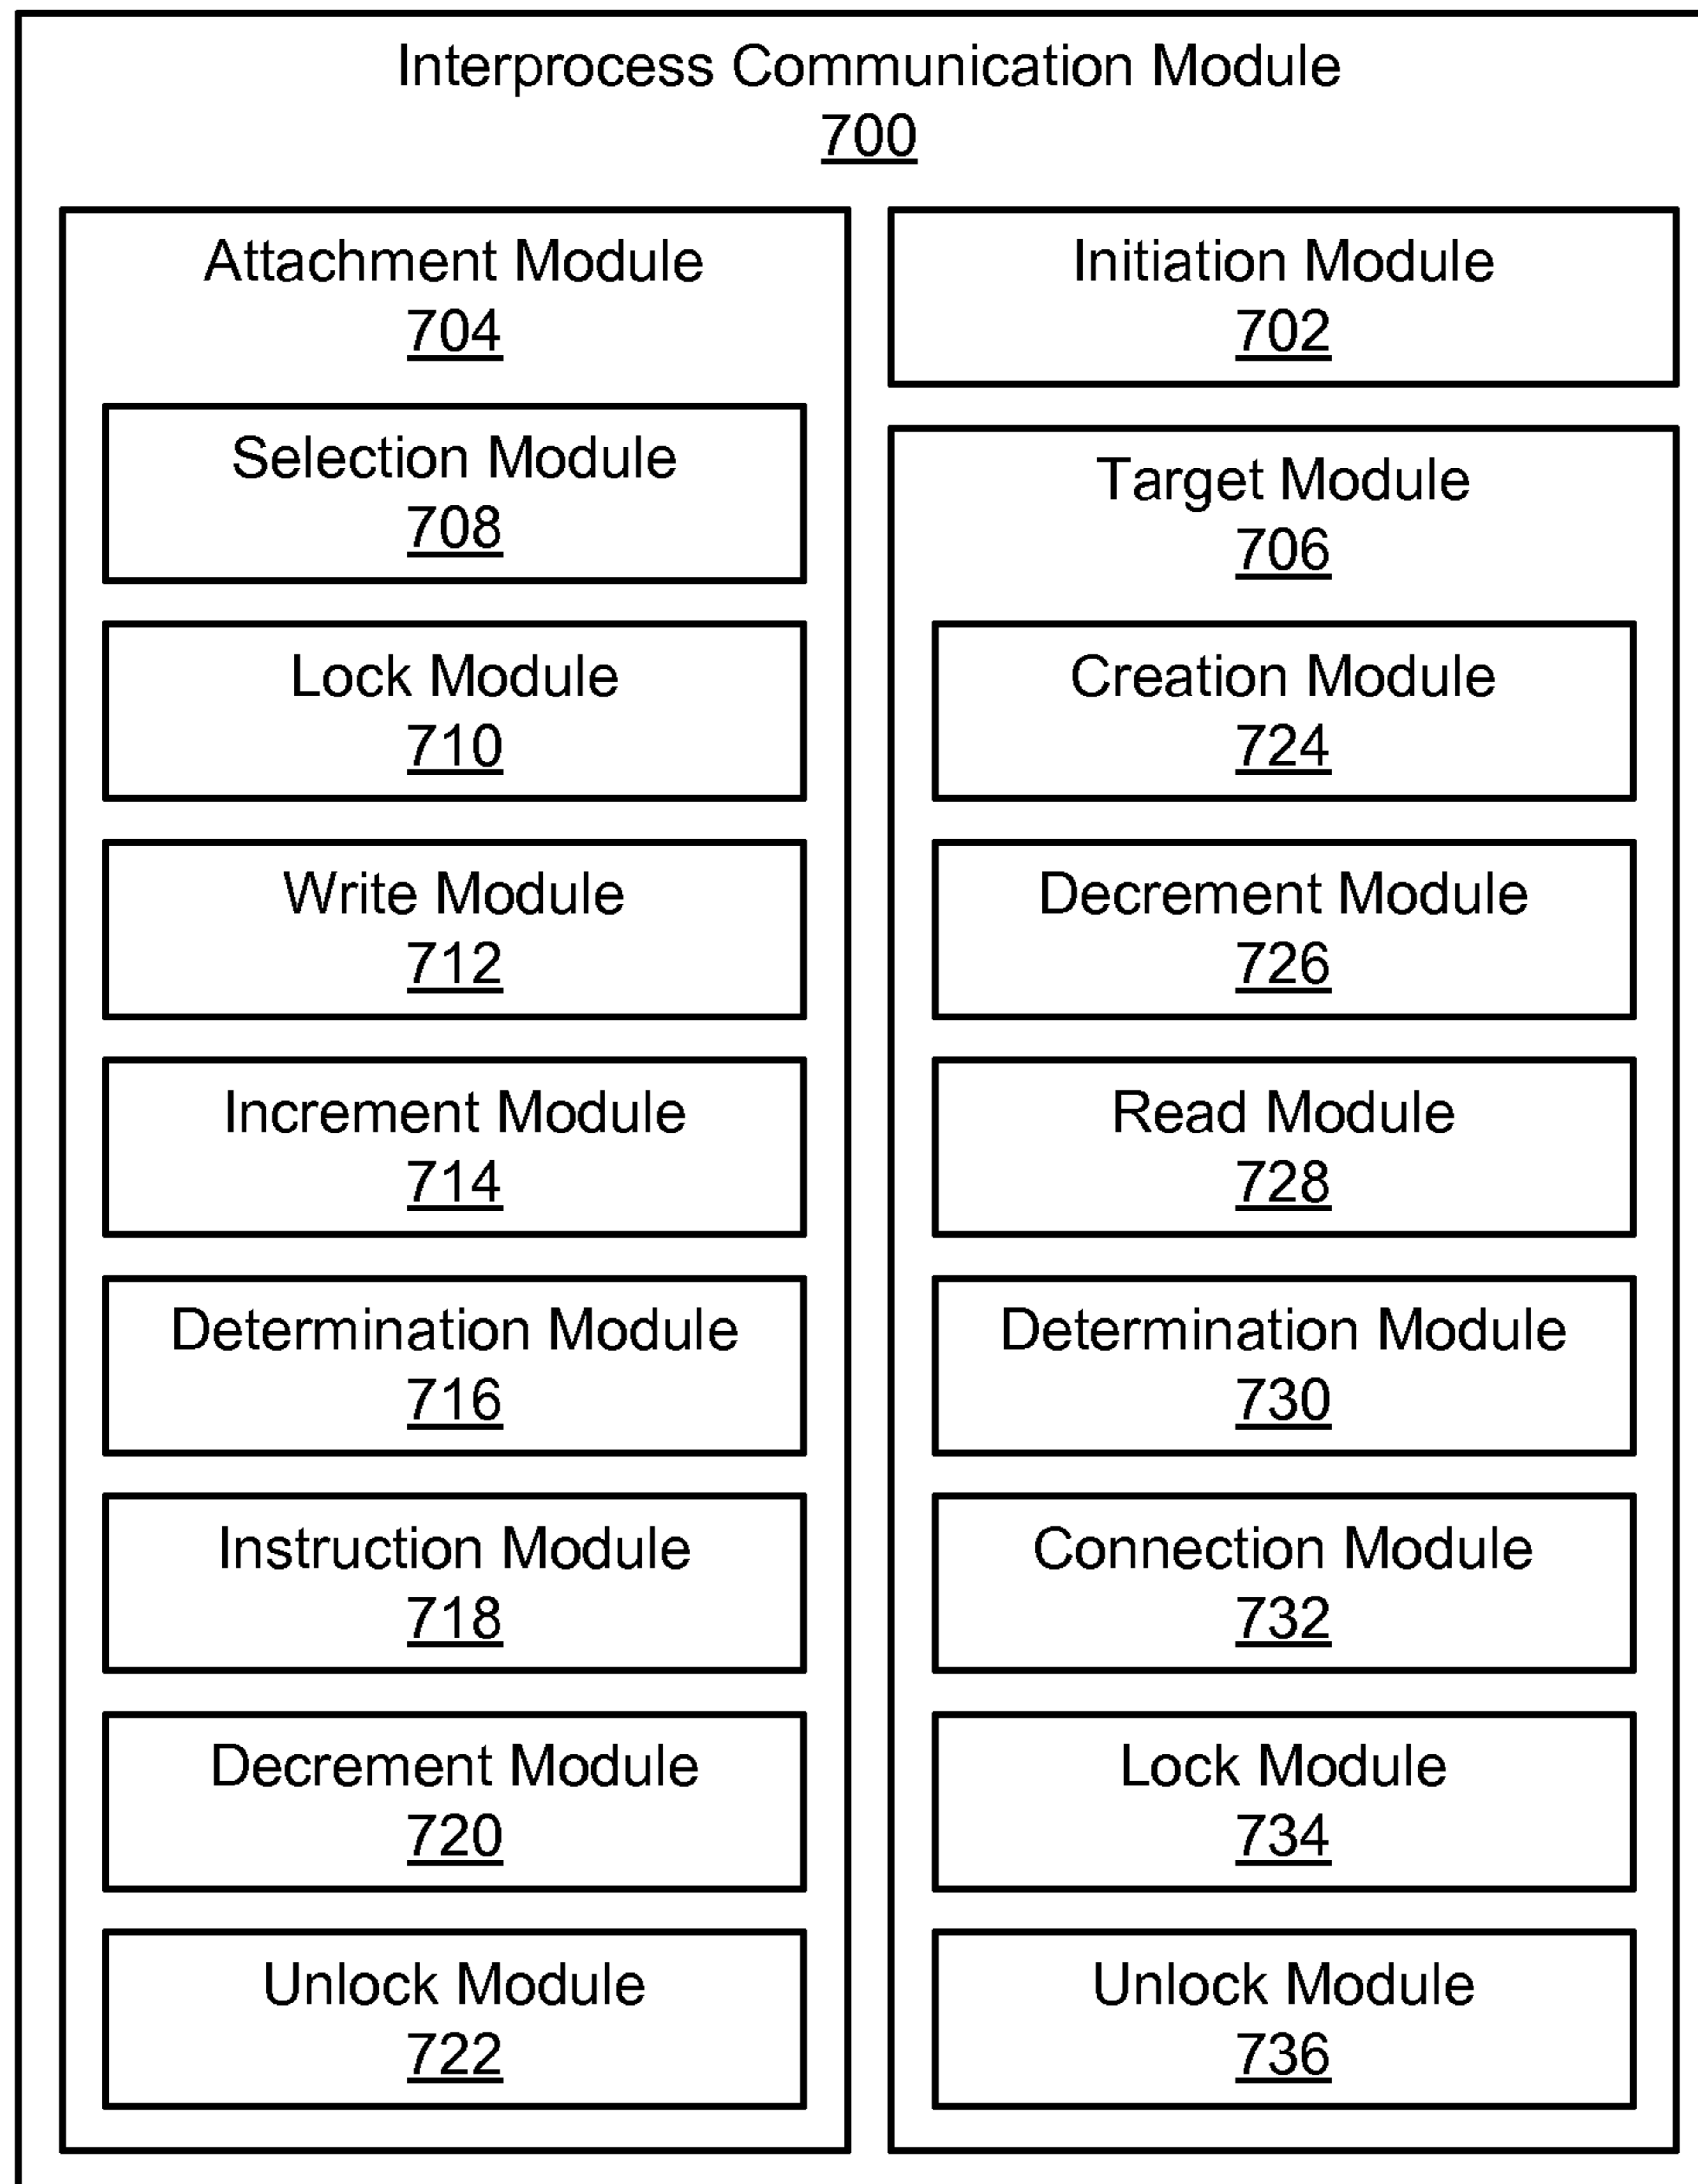 Interprocess Communication Module
700
Attachment Module
704
Selection Module
708
Lock Module
710
Write Module
712
Increment Module
714
Determination Module
716
Instruction Module
718
Decrement Module
720
Unlock Module
722
Initiation Module
702
Target Module
706
Creation Module
724
Decrement Module
726
Read Module
728
Determination Module
730
Connection Module
732
Lock Module
734
Unlock Module
736